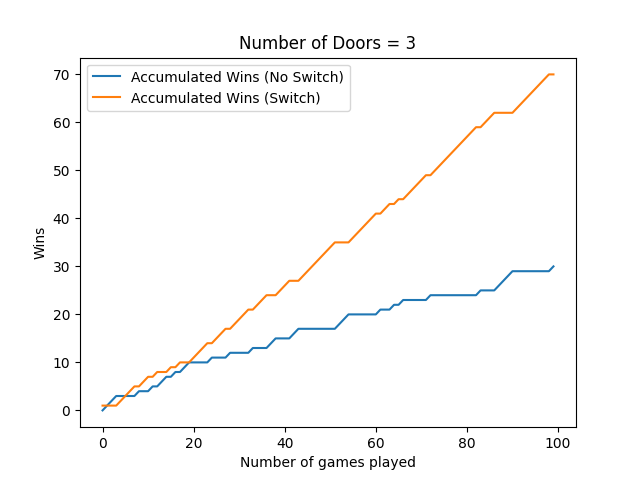 Number of Doors = 3
Accumulated Wins (No Switch)
Accumulated Wins (Switch)
70
60
50
40
30
20
10
0
Wins
0 20 40 60 80 100
Number of games played